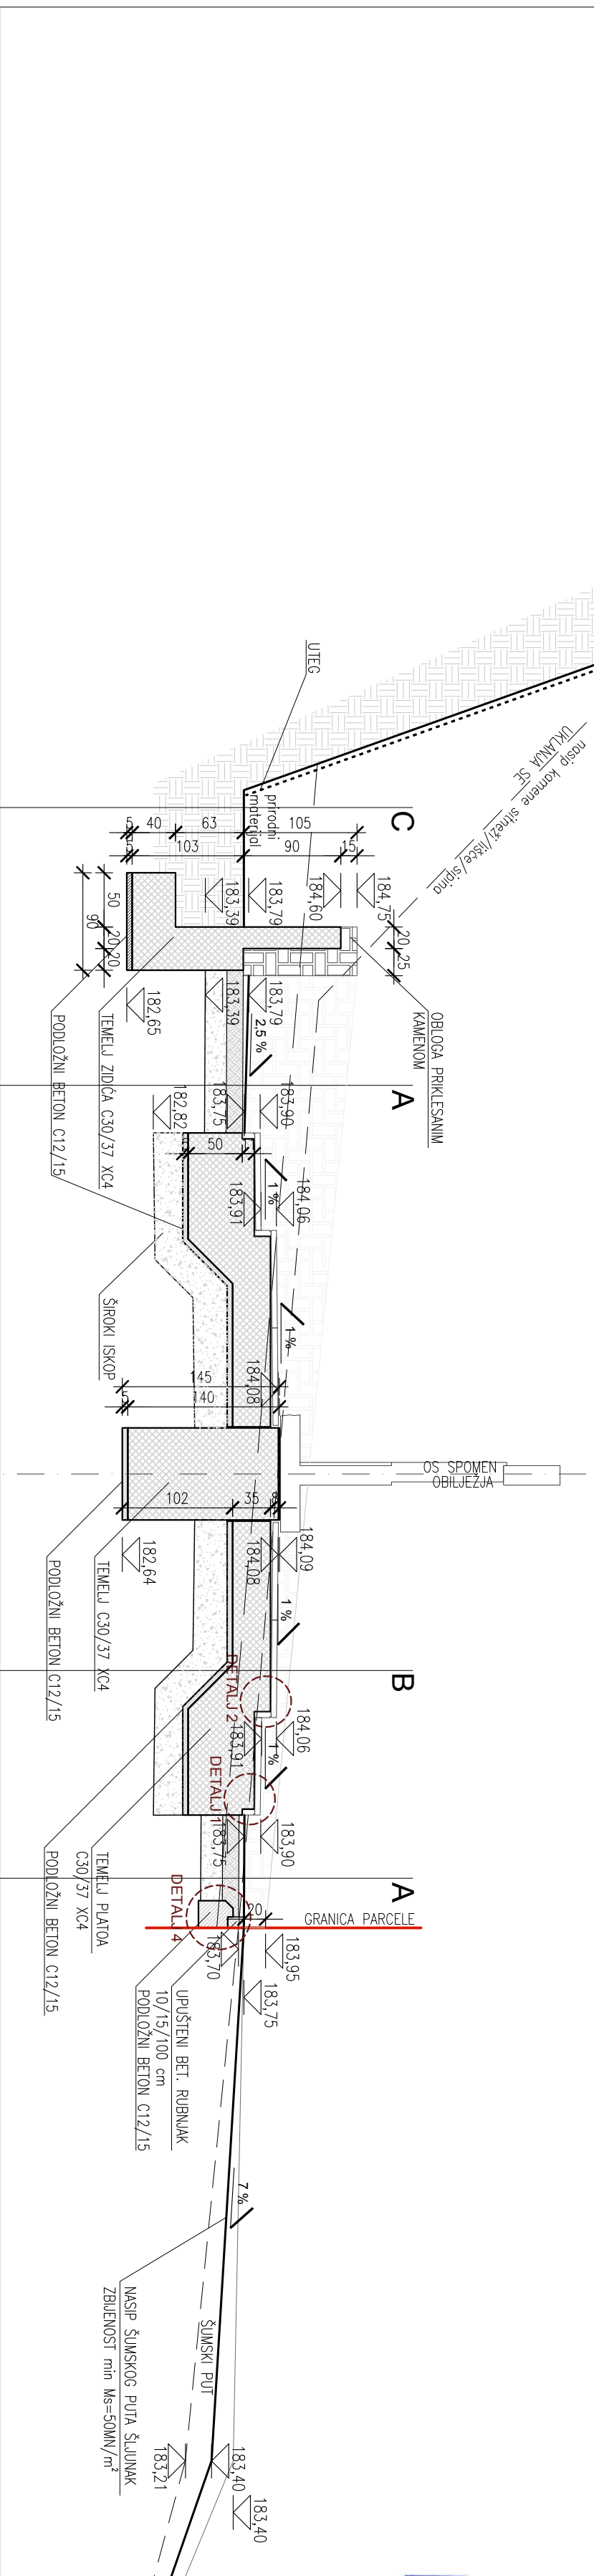 UTEG
nasip kamene sitneži/lišće/sipina
UKLANJA SE
C
prirodni
materijal
5
40
63
105
5
103
90
15
184,75
184,60
183,79
183,39
20
25
50
20
20
90
OBLOGA PRIKLESANIM
KAMENOM
183,79
183,39
182,65
2,5 %
TEMELJ ZIDIĆA C30/37 XC4
PODLOŽNI BETON C12/15
A
183,90
183,75
182,82
50
1 %
184,06
183,91
ŠIROKI ISKOP
1 %
184,08
145
5
140
OS SPOMEN
OBILJEŽJA
102
35
8
184,09
184,08
182,64
1 %
TEMELJ C30/37 XC4
PODLOŽNI BETON C12/15
B
DETALJ 2
184,06
183,91
1 %
DETALJ 1
183,90
183,75
TEMELJ PLATOA
C30/37 XC4
PODLOŽNI BETON C12/15
A
DETALJ 4
20
GRANICA PARCELE
183,95
183,70
183,75
UPUŠTENI BET. RUBNJAK
10/15/100 cm
PODLOŽNI BETON C12/15
7 %
ŠUMSKI PUT
NASIP ŠUMSKOG PUTA ŠLJUNAK
ZBIJENOST min Ms=50MN/m²
183,40
183,21
183,40